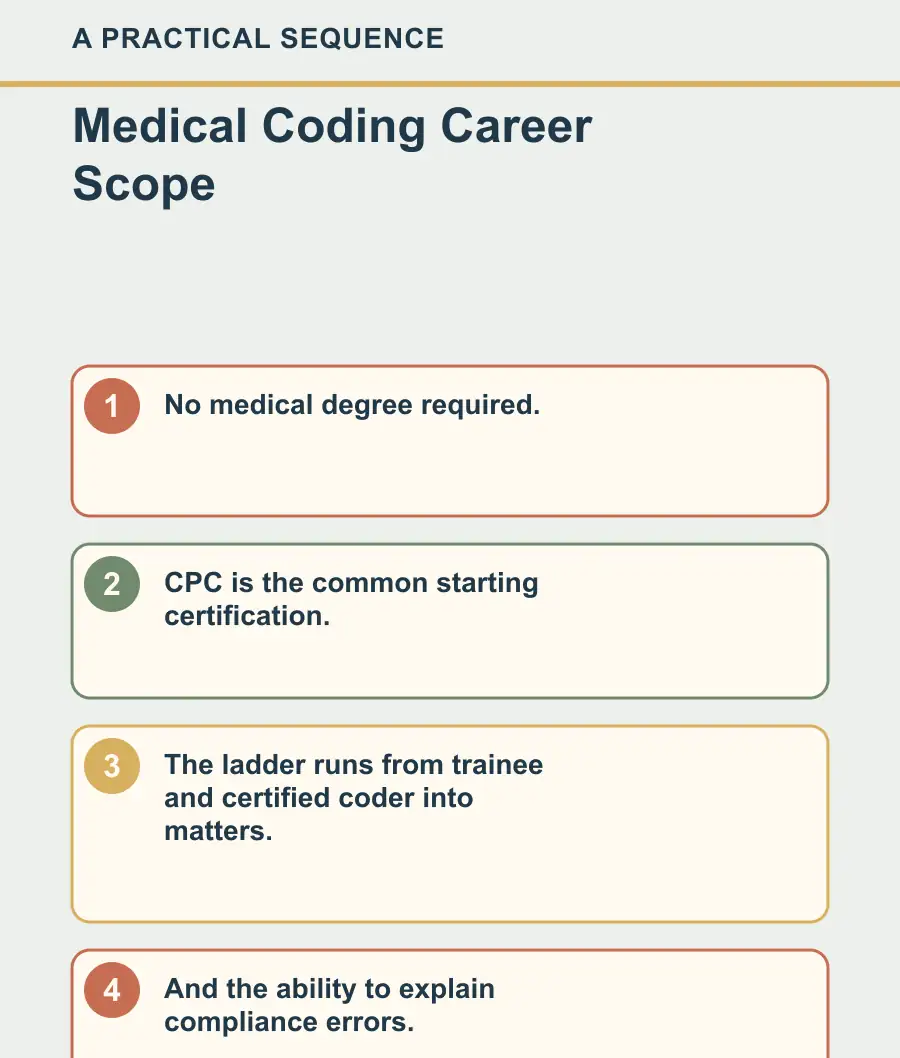 A PRACTICAL SEQUENCE
Medical Coding Career
Scope
1
No medical degree required.
2
CPC is the common starting
certification.
3
The ladder runs from trainee
and certified coder into
matters.
4
And the ability to explain
compliance errors.